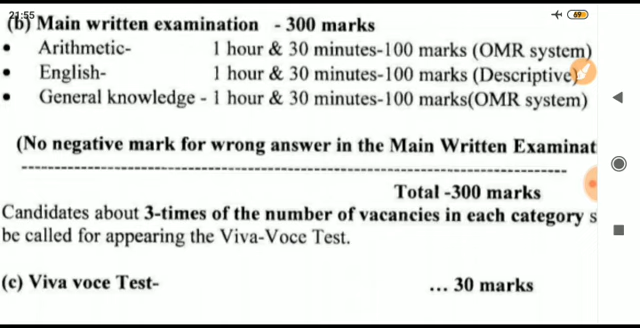 21:55
69
(b) Main written examination - 300 marks
• Arithmetic- 1 hour & 30 minutes-100 marks (OMR system)
• English- 1 hour & 30 minutes-100 marks (Descriptive)
• General knowledge - 1 hour & 30 minutes-100 marks(OMR system)
(No negative mark for wrong answer in the Main Written Examinat
Total -300 marks
Candidates about 3-times of the number of vacancies in each category s
be called for appearing the Viva-Voce Test.
(c) Viva voce Test- ... 30 marks